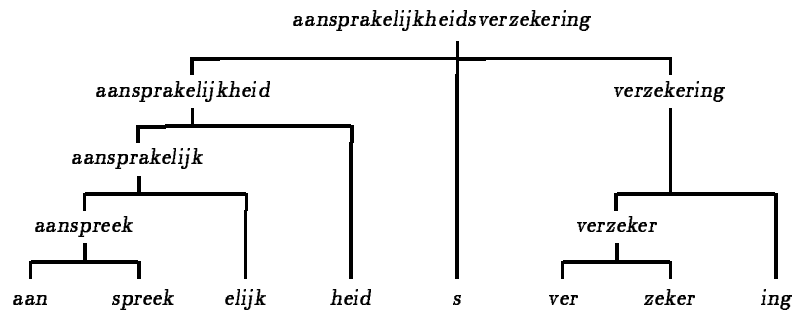 aansprakelijkheidsverzekering
aansprakelijkheid verzekering
aansprakelijk
aanspreek verzeker
aan spreek elijk heid s ver zeker ing